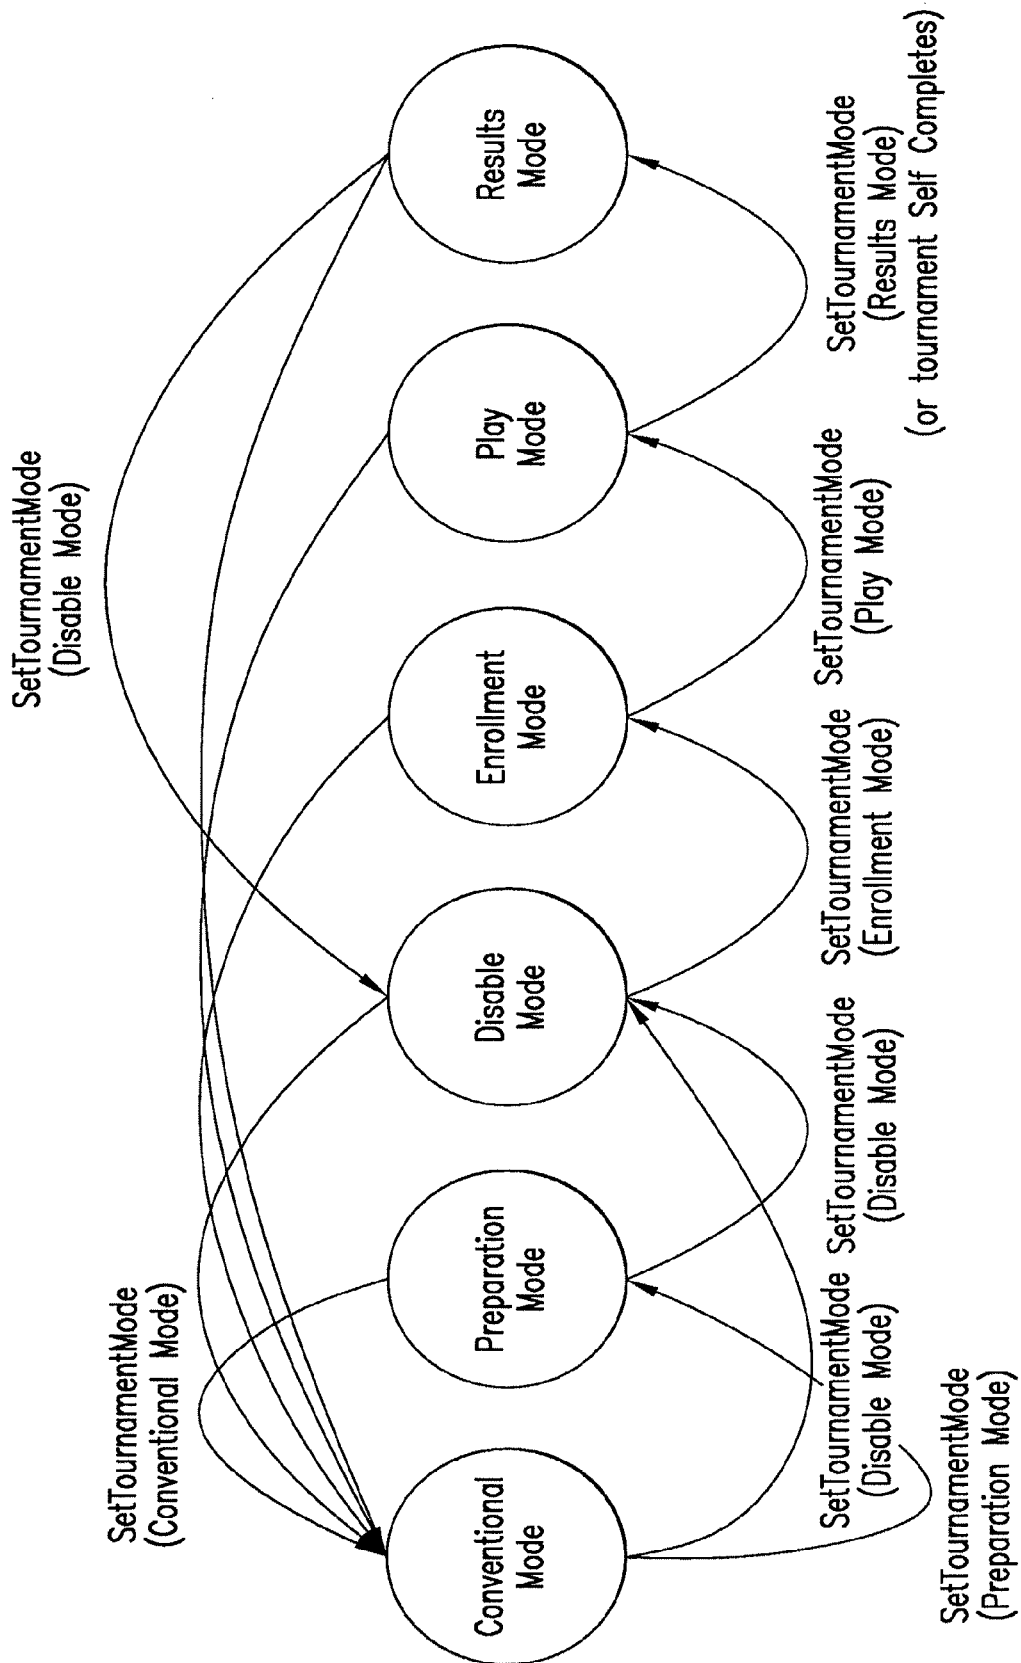 SetTournamentMode
(Disable Mode)
SetTournamentMode
(Conventional Mode)
Conventional
Mode
Preparation
Mode
Disable
Mode
Enrollment
Mode
Play
Mode
Results
Mode
SetTournamentMode
(Disable Mode)
SetTournamentMode
(Disable Mode)
SetTournamentMode
(Enrollment Mode)
SetTournamentMode
(Play Mode)
SetTournamentMode
(Results Mode)
(or tournament Self Completes)
SetTournamentMode
(Preparation Mode)